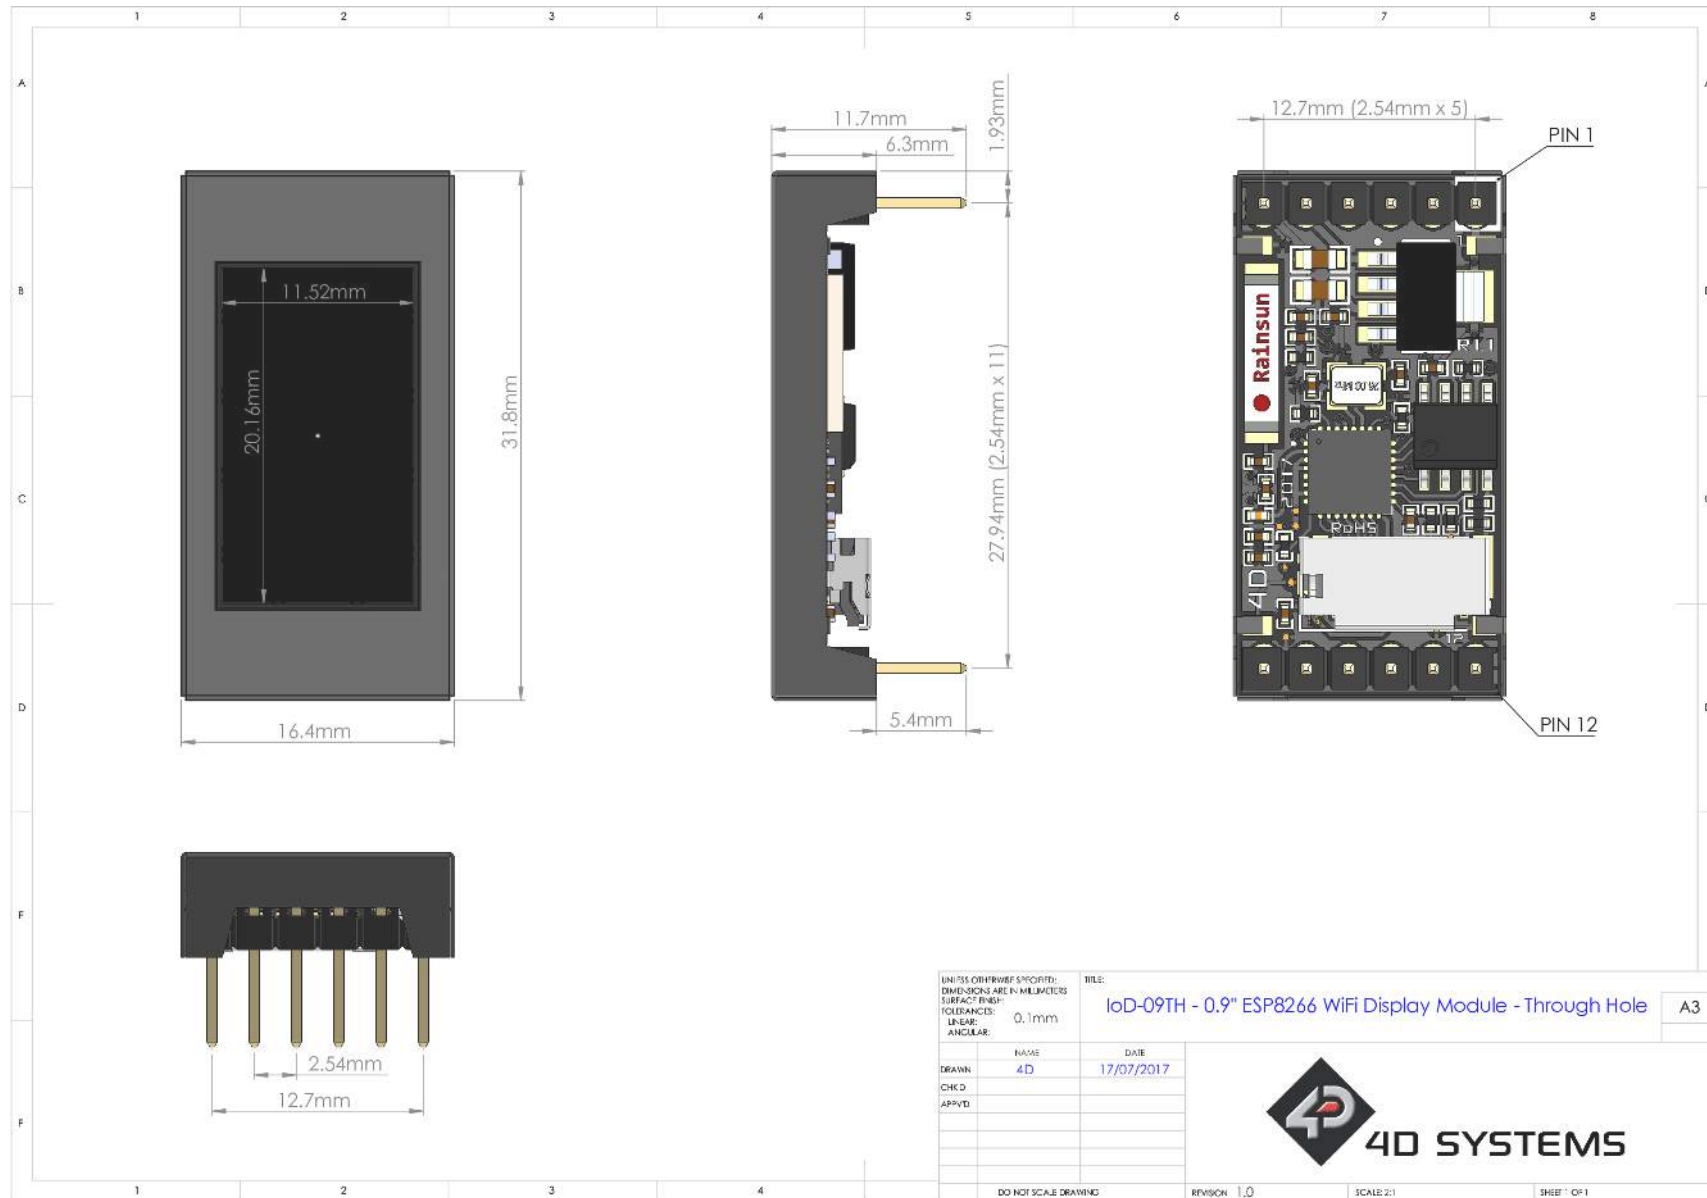 1 2 3 4 5 6 7 8
A
B
C
D
F
F
11.52mm
20.16mm
31.8mm
16.4mm
11.7mm
6.3mm
1.93mm
27.94mm (2.54mm x 11)
5.4mm
12.7mm (2.54mm x 5)
PIN 1
Rainsun
R11
26.00 MHz
RoHS
4D
12
PIN 12
2.54mm
12.7mm
UNLESS OTHERWISE SPECIFIED:
DIMENSIONS ARE IN MILLIMETERS
SURFACE FINISH:
TOLERANCES:
LINEAR: 0.1mm
ANGULAR:
TITLE:
IoD-09TH - 0.9" ESP8266 WiFi Display Module - Through Hole
A3
NAME DATE
DRAWN 4D 17/07/2017
CHK'D
APPV'D
4D SYSTEMS
DO NOT SCALE DRAWING
REVISION 1.0
SCALE: 2:1
SHEET 1 OF 1
1 2 3 4